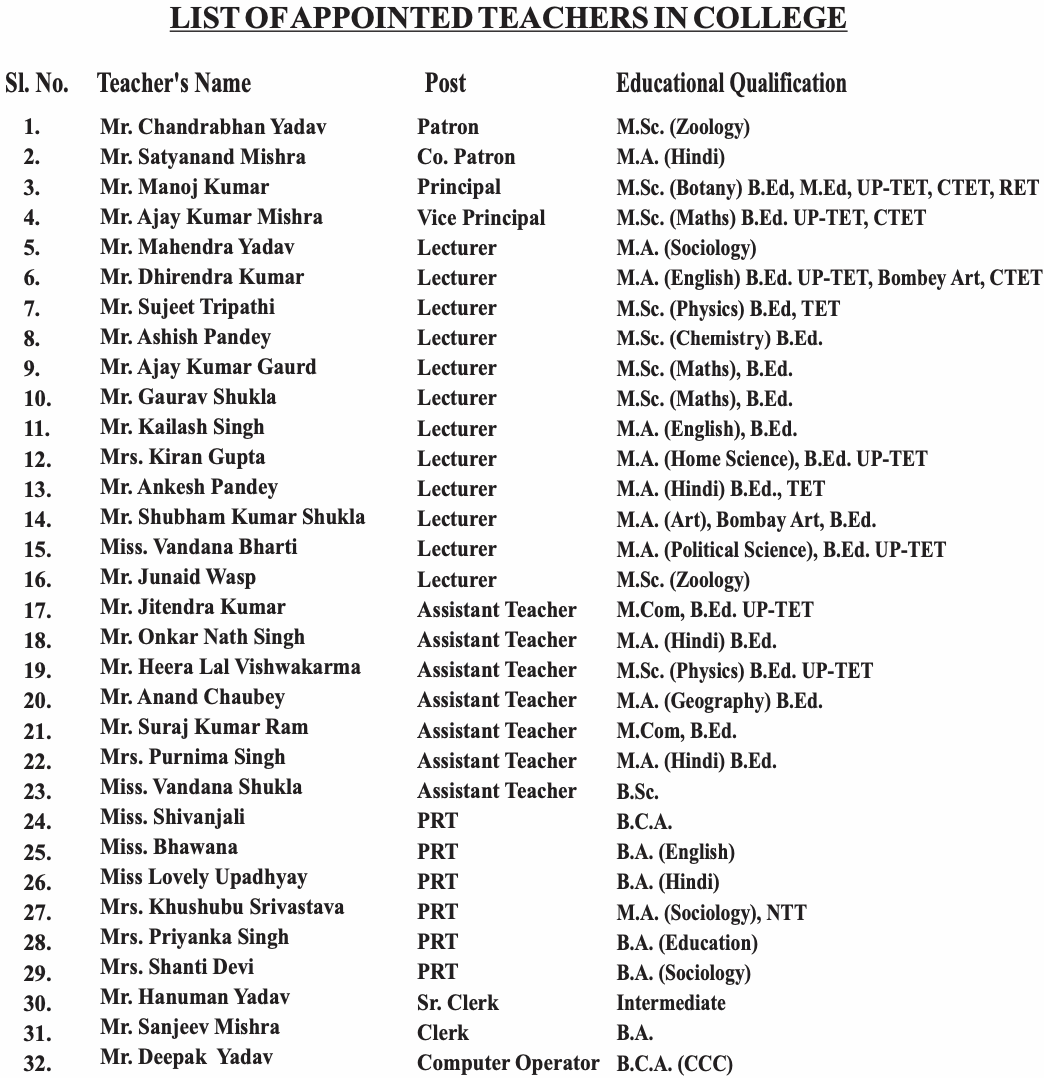 LIST OF APPOINTED TEACHERS IN COLLEGE
Sl. No. Teacher's Name Post Educational Qualification
1. Mr. Chandrabhan Yadav Patron M.Sc. (Zoology)
2. Mr. Satyanand Mishra Co. Patron M.A. (Hindi)
3. Mr. Manoj Kumar Principal M.Sc. (Botany) B.Ed, M.Ed, UP-TET, CTET, RET
4. Mr. Ajay Kumar Mishra Vice Principal M.Sc. (Maths) B.Ed. UP-TET, CTET
5. Mr. Mahendra Yadav Lecturer M.A. (Sociology)
6. Mr. Dhirendra Kumar Lecturer M.A. (English) B.Ed. UP-TET, Bombey Art, CTET
7. Mr. Sujeet Tripathi Lecturer M.Sc. (Physics) B.Ed, TET
8. Mr. Ashish Pandey Lecturer M.Sc. (Chemistry) B.Ed.
9. Mr. Ajay Kumar Gaurd Lecturer M.Sc. (Maths), B.Ed.
10. Mr. Gaurav Shukla Lecturer M.Sc. (Maths), B.Ed.
11. Mr. Kailash Singh Lecturer M.A. (English), B.Ed.
12. Mrs. Kiran Gupta Lecturer M.A. (Home Science), B.Ed. UP-TET
13. Mr. Ankesh Pandey Lecturer M.A. (Hindi) B.Ed., TET
14. Mr. Shubham Kumar Shukla Lecturer M.A. (Art), Bombay Art, B.Ed.
15. Miss. Vandana Bharti Lecturer M.A. (Political Science), B.Ed. UP-TET
16. Mr. Junaid Wasp Lecturer M.Sc. (Zoology)
17. Mr. Jitendra Kumar Assistant Teacher M.Com, B.Ed. UP-TET
18. Mr. Onkar Nath Singh Assistant Teacher M.A. (Hindi) B.Ed.
19. Mr. Heera Lal Vishwakarma Assistant Teacher M.Sc. (Physics) B.Ed. UP-TET
20. Mr. Anand Chaubey Assistant Teacher M.A. (Geography) B.Ed.
21. Mr. Suraj Kumar Ram Assistant Teacher M.Com, B.Ed.
22. Mrs. Purnima Singh Assistant Teacher M.A. (Hindi) B.Ed.
23. Miss. Vandana Shukla Assistant Teacher B.Sc.
24. Miss. Shivanjali PRT B.C.A.
25. Miss. Bhawana PRT B.A. (English)
26. Miss Lovely Upadhyay PRT B.A. (Hindi)
27. Mrs. Khushubu Srivastava PRT M.A. (Sociology), NTT
28. Mrs. Priyanka Singh PRT B.A. (Education)
29. Mrs. Shanti Devi PRT B.A. (Sociology)
30. Mr. Hanuman Yadav Sr. Clerk Intermediate
31. Mr. Sanjeev Mishra Clerk B.A.
32. Mr. Deepak Yadav Computer Operator B.C.A. (CCC)